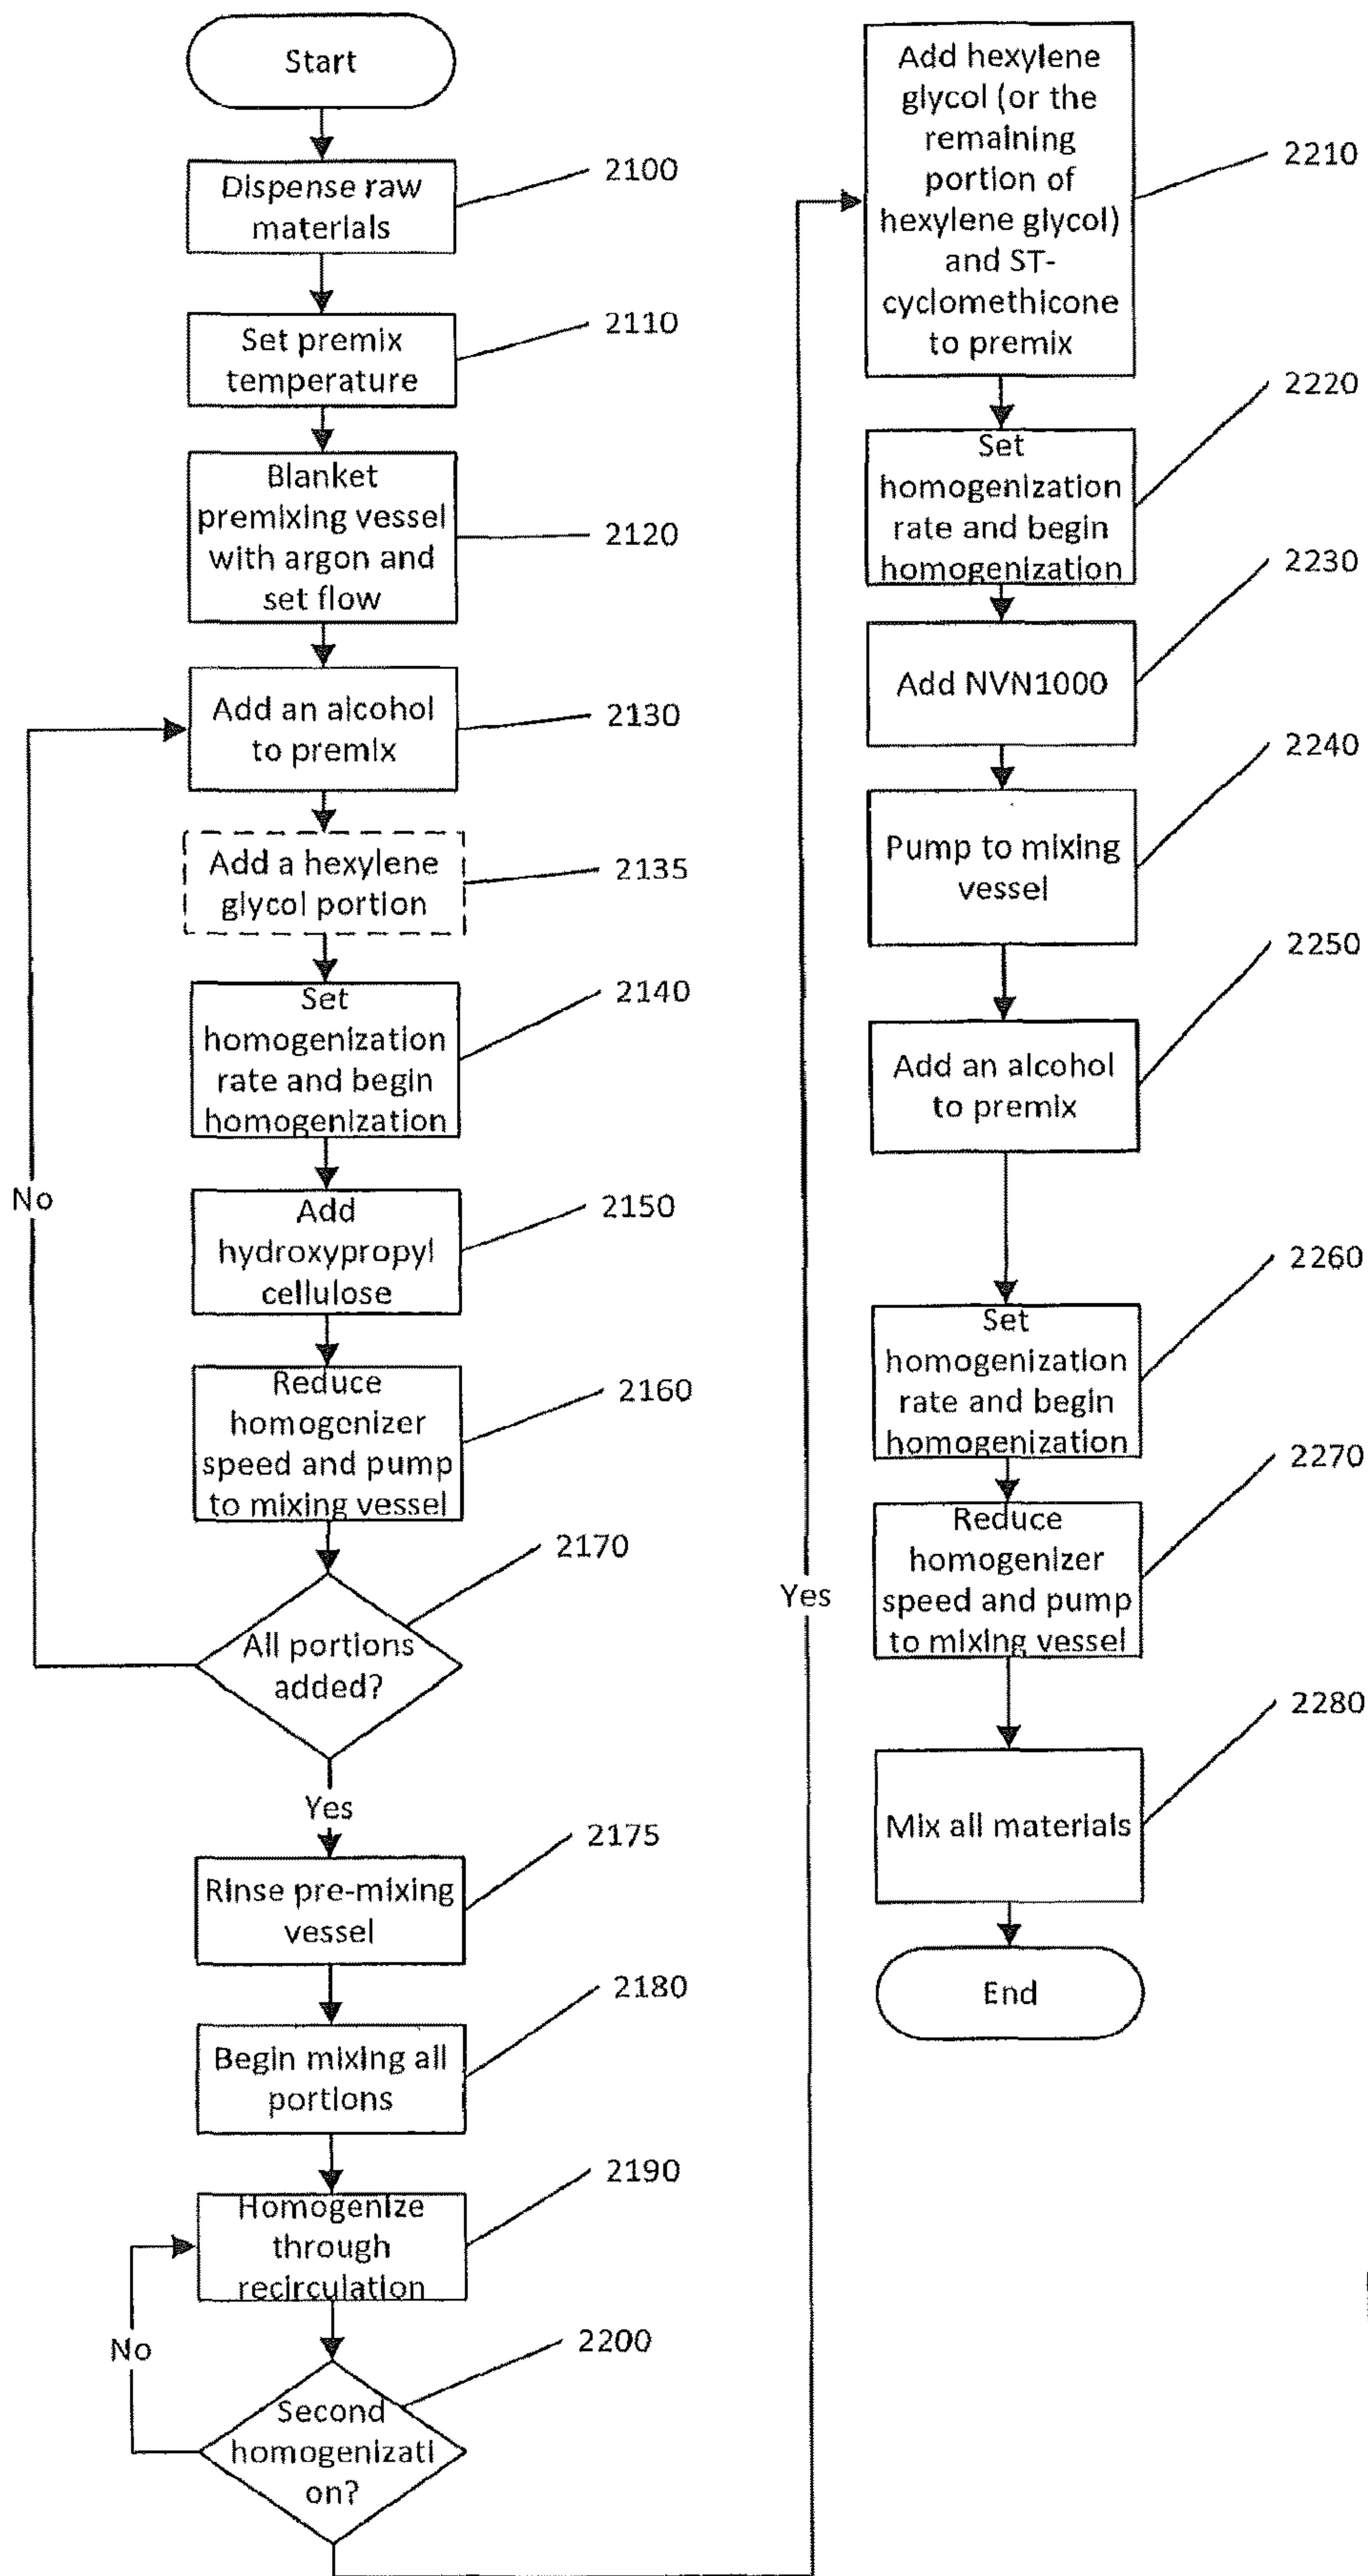 Start
Dispense raw
materials
2100
Set premix
temperature
2110
Blanket
premixing vessel
with argon and
set flow
2120
Add an alcohol
to premix
2130
Add a hexylene
glycol portion
2135
Set
homogenization
rate and begin
homogenization
2140
No
Add
hydroxypropyl
cellulose
2150
Reduce
homogenizer
speed and pump
to mixing vessel
2160
All portions
added?
2170
Yes
Rinse pre-mixing
vessel
2175
Begin mixing all
portions
2180
Homogenize
through
recirculation
2190
No
Second
homogenizati
on?
2200
Yes
Add hexylene
glycol (or the
remaining
portion of
hexylene glycol)
and ST-
cyclomethicone
to premix
2210
Set
homogenization
rate and begin
homogenization
2220
Add NVN1000
2230
Pump to mixing
vessel
2240
Add an alcohol
to premix
2250
Set
homogenization
rate and begin
homogenization
2260
Reduce
homogenizer
speed and pump
to mixing vessel
2270
Mix all materials
2280
End